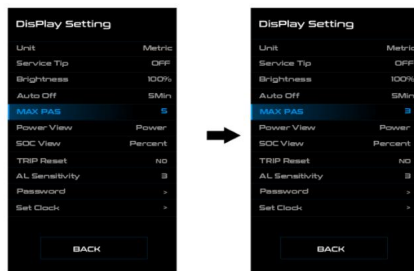 DisPlay Setting
Unit Metric
Service Tip OFF
Brightness 100%
Auto Off 5Min
MAX PAS 5
Power View Power
SOC View Percent
TRIP Reset NO
AL Sensitivity 3
Password >
Set Clock >
BACK
DisPlay Setting
Unit Metric
Service Tip OFF
Brightness 100%
Auto Off 5Min
MAX PAS 3
Power View Power
SOC View Percent
TRIP Reset NO
AL Sensitivity 3
Password >
Set Clock >
BACK